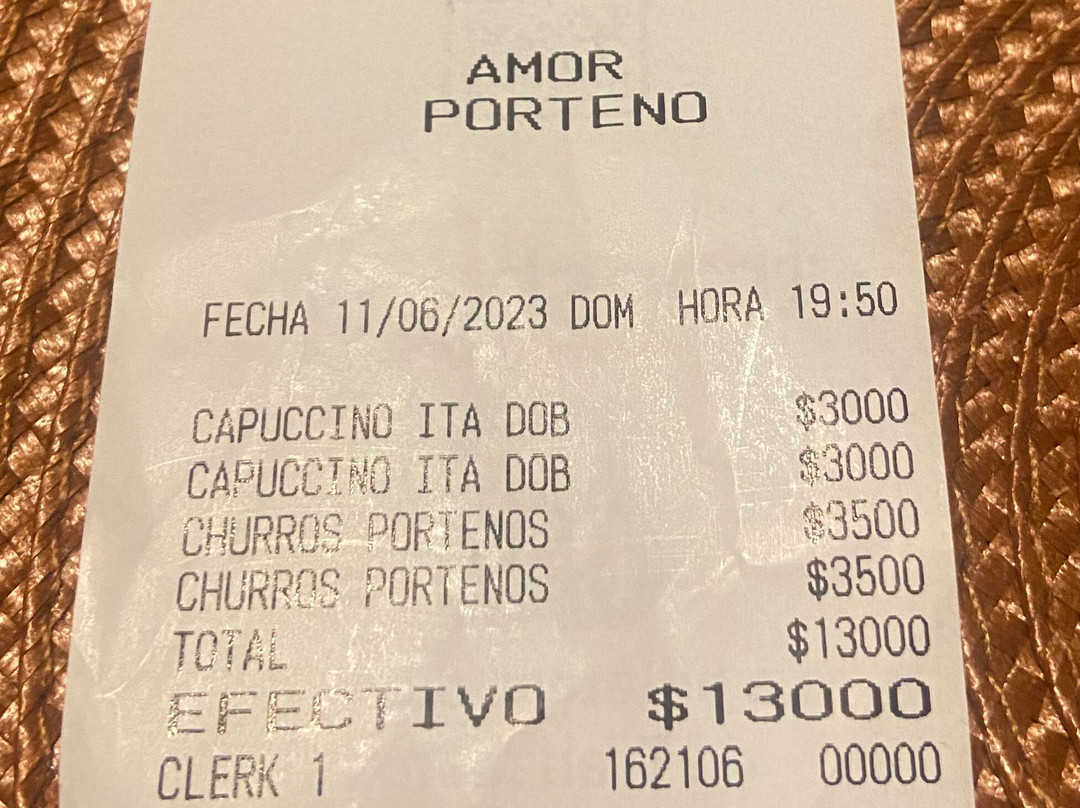 AMOR
PORTENO
FECHA 11/06/2023 DOM HORA 19:50
CAPUCCINO ITA DOB $3000
CAPUCCINO ITA DOB $3000
CHURROS PORTENOS $3500
CHURROS PORTENOS $3500
TOTAL $13000
EFECTIVO $13000
CLERK 1 162106 00000